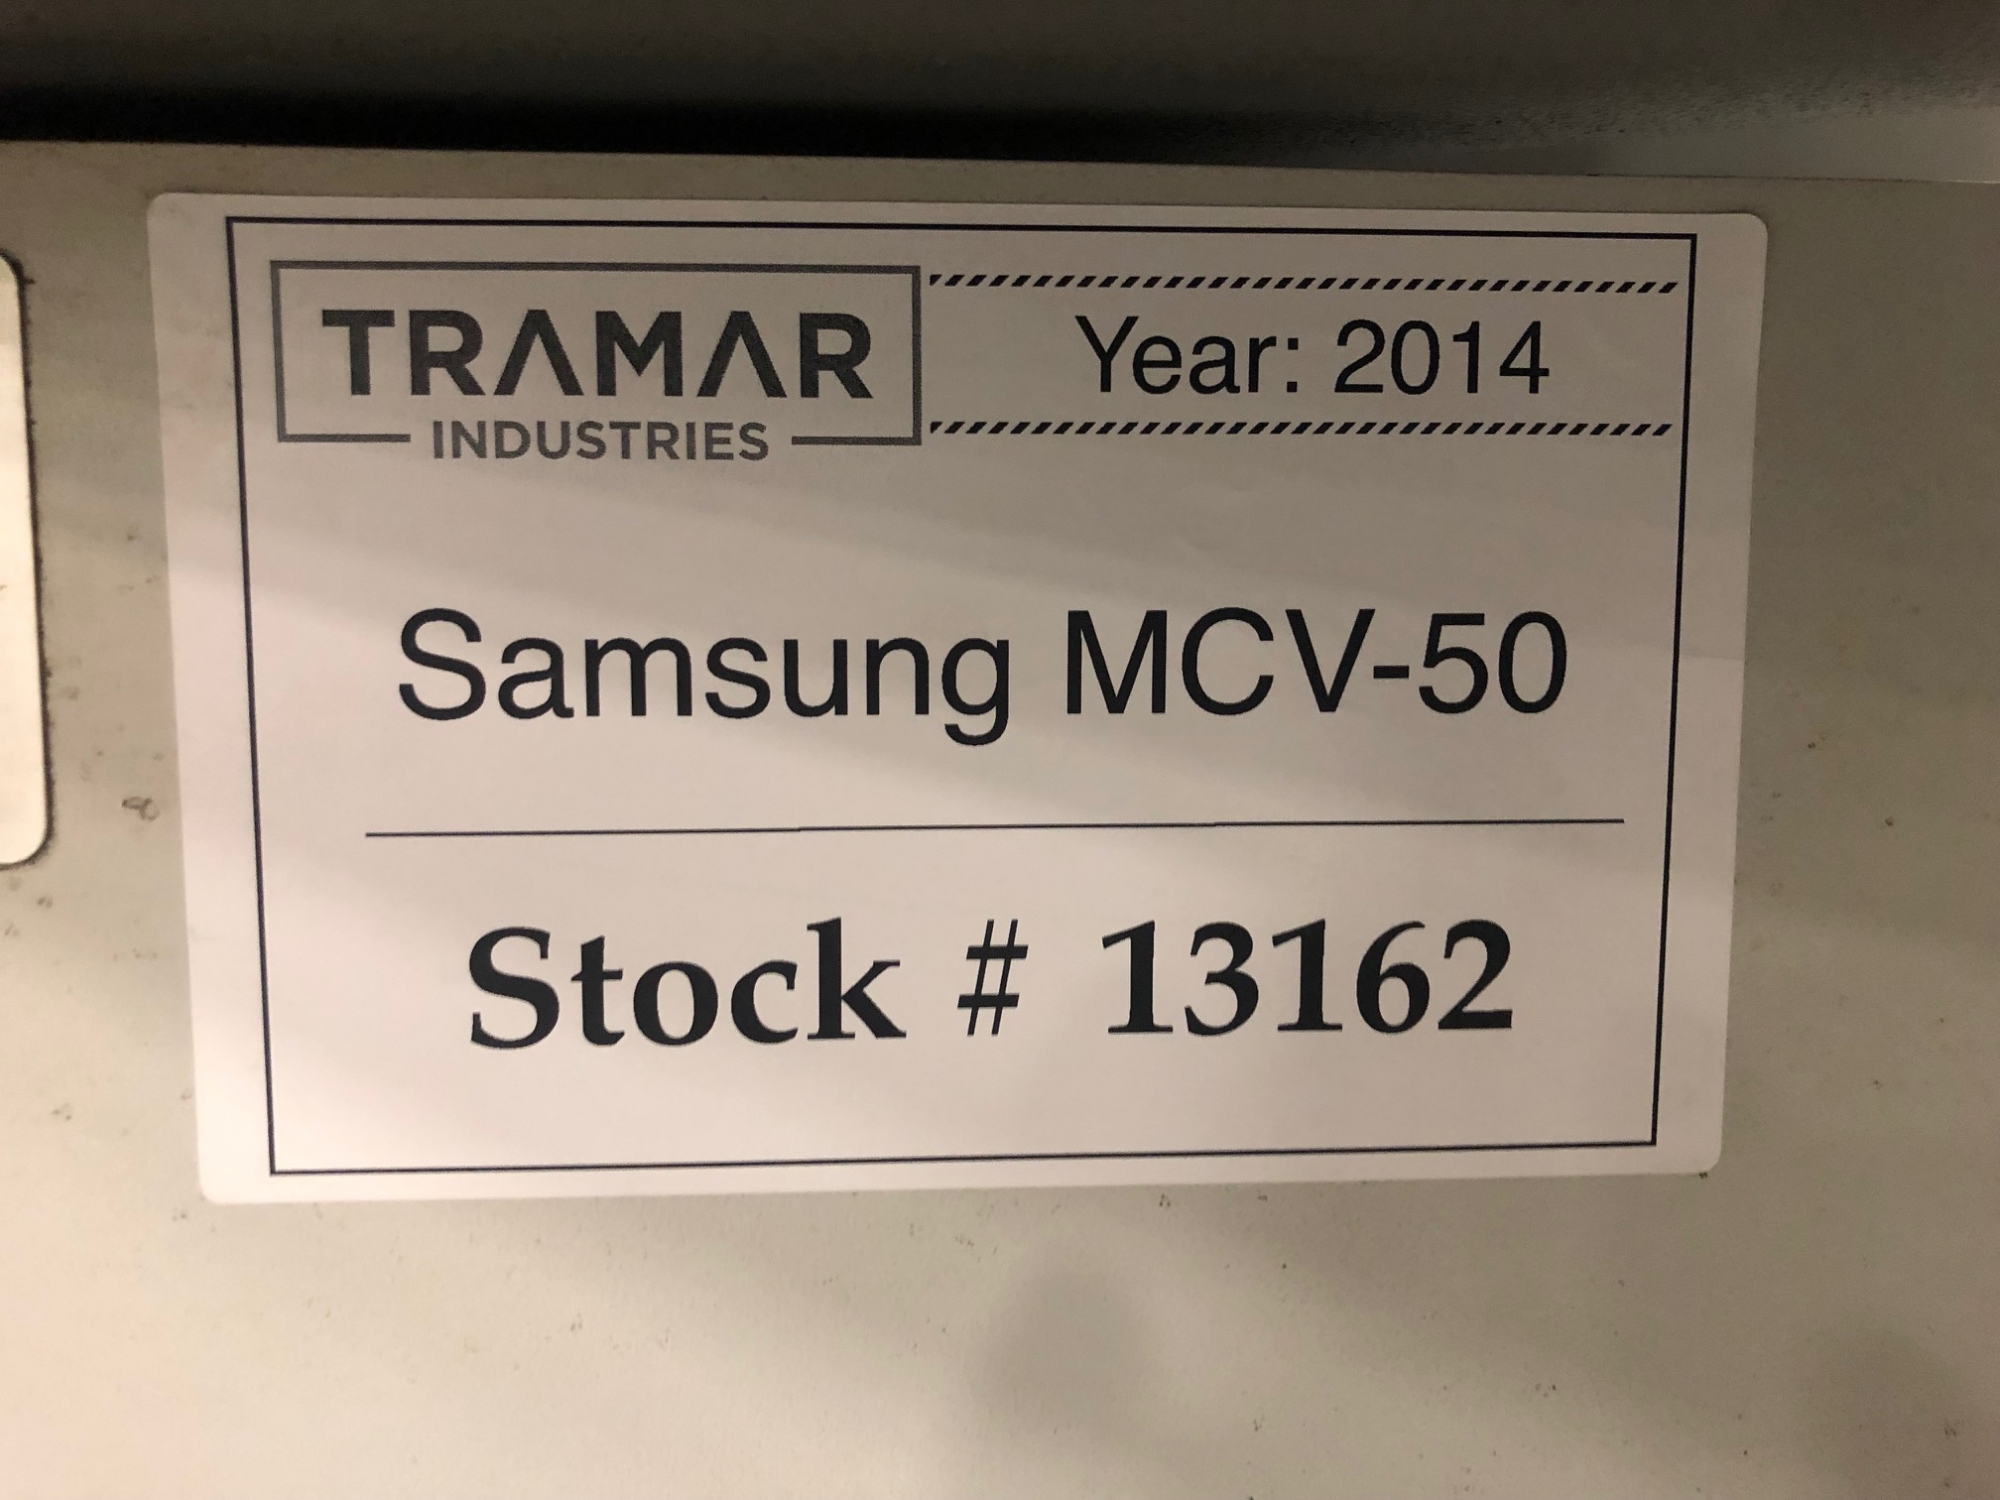 TRAMAR
INDUSTRIES
Year: 2014
Samsung MCV-50
Stock # 13162